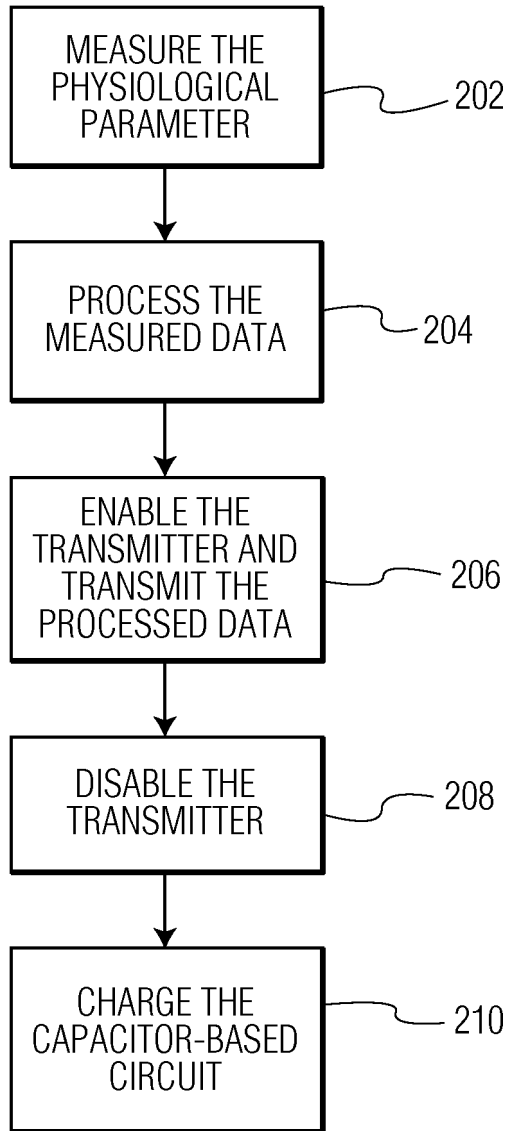 MEASURE THE
PHYSIOLOGICAL
PARAMETER
202
PROCESS THE
MEASURED DATA
204
ENABLE THE
TRANSMITTER AND
TRANSMIT THE
PROCESSED DATA
206
DISABLE THE
TRANSMITTER
208
CHARGE THE
CAPACITOR-BASED
CIRCUIT
210